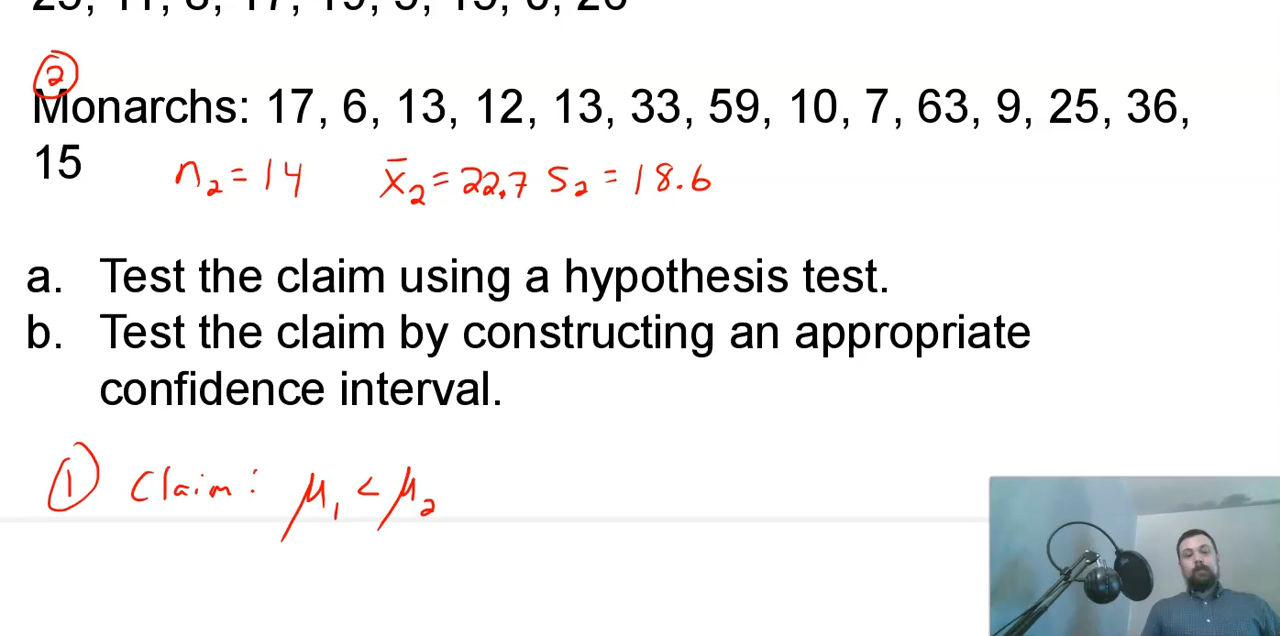 ②
Monarchs: 17, 6, 13, 12, 13, 33, 59, 10, 7, 63, 9, 25, 36,
15 n₂ = 14 x̄₂ = 22.7 s₂ = 18.6
a. Test the claim using a hypothesis test.
b. Test the claim by constructing an appropriate
confidence interval.
① Claim: μ₁ < μ₂